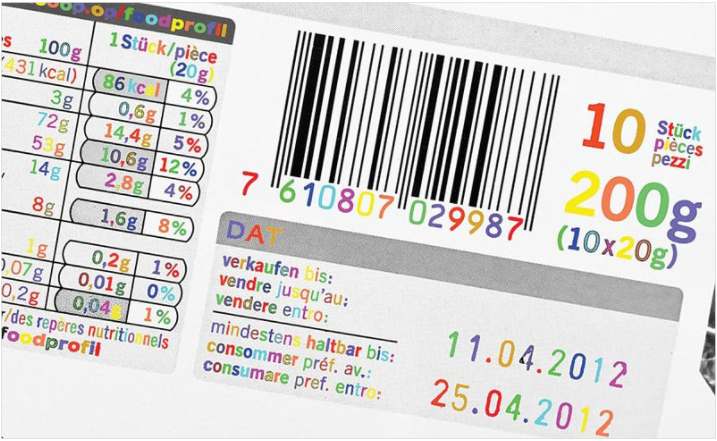 coop.op/foodprofil
100g
1 Stück/pièce
(20g)
(431 kcal)
86 kcal 4%
3g 0,6g 1%
72g 14,4g 5%
53g 10,6g 12%
14g 2,8g 4%
8g 1,6g 8%
1g 0,2g 1%
0,07g 0,01g 0%
0,2g 0,04g 1%
/des repères nutritionnels
foodprofil
7 610807 029987
10 Stück
pièces
pezzi
200g
(10x20g)
DAT
verkaufen bis:
vendre jusqu'au:
vendere entro:
mindestens haltbar bis:
consommer préf. av.:
consumare pref. entro:
11.04.2012
25.04.2012